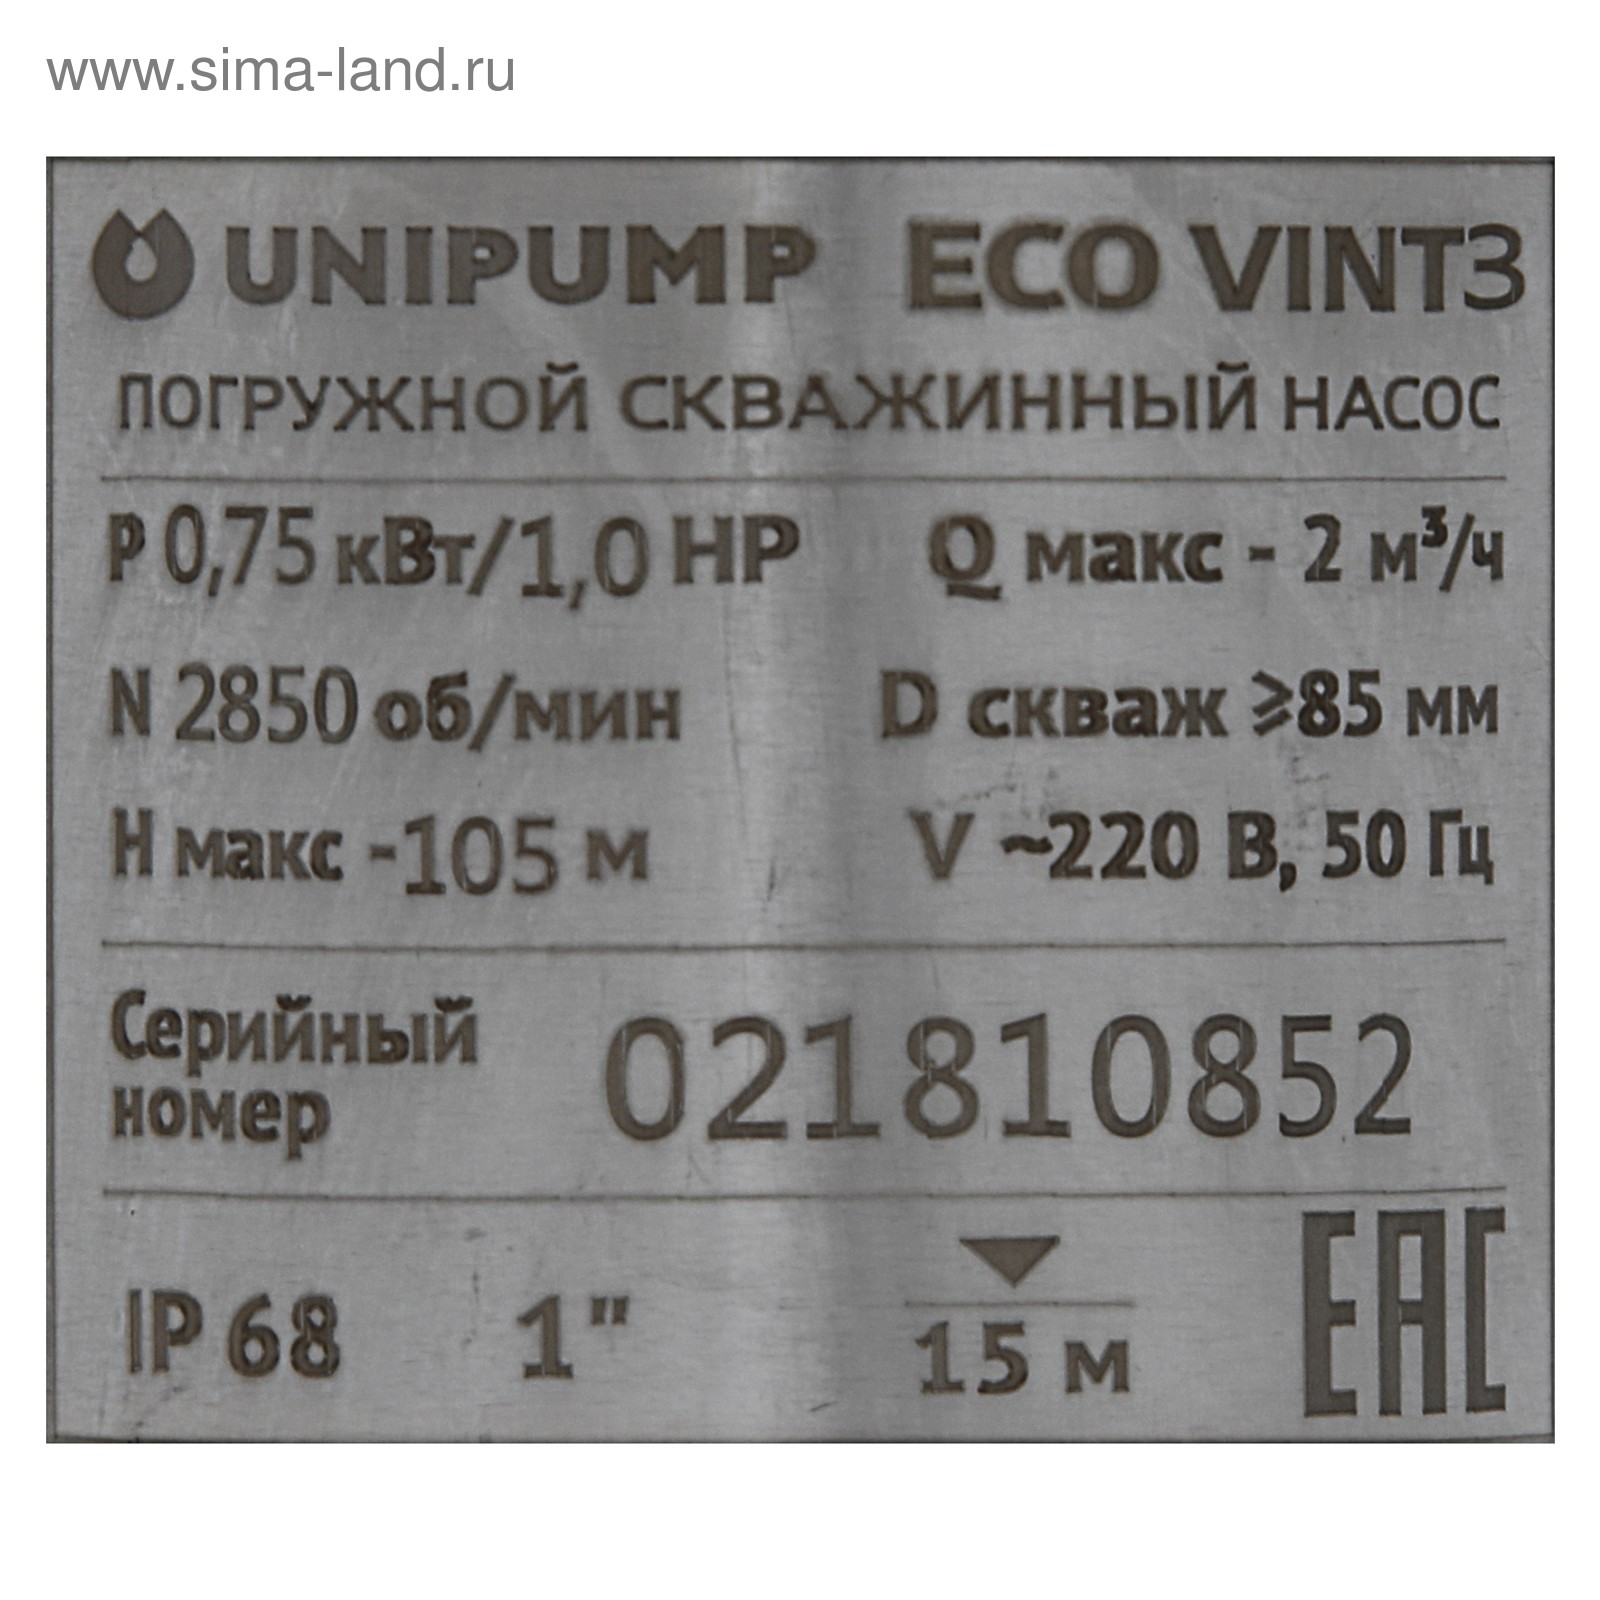 www.sima-land.ru
UNIPUMP ECO VINT3
ПОГРУЖНОЙ СКВАЖИННЫЙ НАСОС
P 0,75 кВт/1,0 HP Q макс - 2 м³/ч
N 2850 об/мин D скваж ⩾85 мм
H макс -105 м V ~220 В, 50 Гц
Серийный
номер 021810852
IP 68 1" 15 м EAC